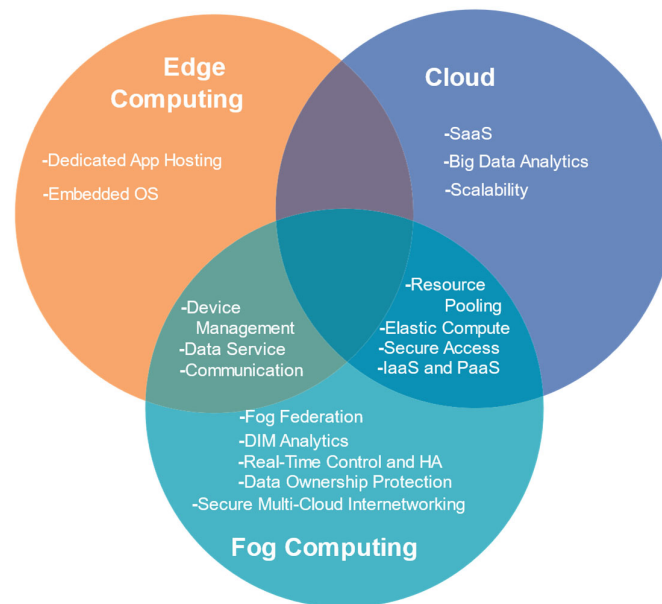 Edge
Computing
-Dedicated App Hosting
-Embedded OS
Cloud
-SaaS
-Big Data Analytics
-Scalability
-Device
Management
-Data Service
-Communication
-Resource
Pooling
-Elastic Compute
-Secure Access
-IaaS and PaaS
-Fog Federation
-DIM Analytics
-Real-Time Control and HA
-Data Ownership Protection
-Secure Multi-Cloud Internetworking
Fog Computing